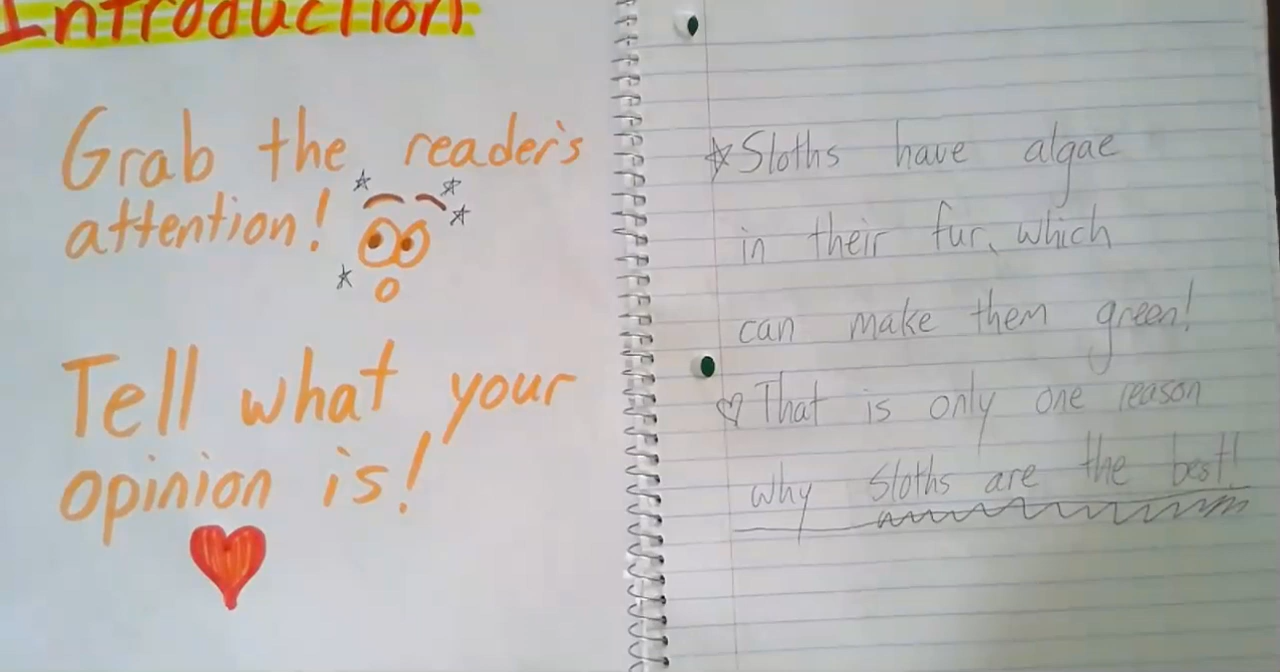 Introduction
Grab the reader's
attention!
Tell what your
opinion is!
Sloths have algae
in their fur, which
can make them green!
That is only one reason
why sloths are the best!